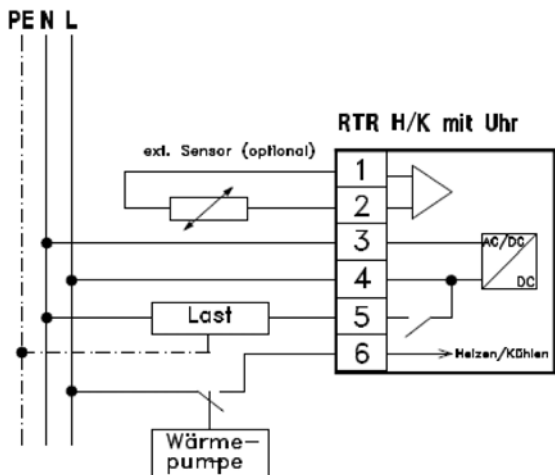 PE N L
RTR H/K mit Uhr
ext. Sensor (optional)
1
2
3
AC/DC
4
DC
Last
5
6
Heizen/Kühlen
Wärme-
pumpe